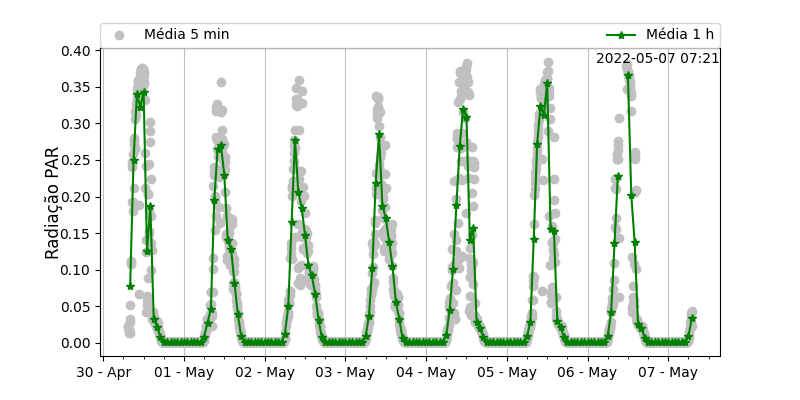 Média 5 min
Média 1 h
2022-05-07 07:21
Radiação PAR
0.40
0.35
0.30
0.25
0.20
0.15
0.10
0.05
0.00
30 - Apr
01 - May
02 - May
03 - May
04 - May
05 - May
06 - May
07 - May